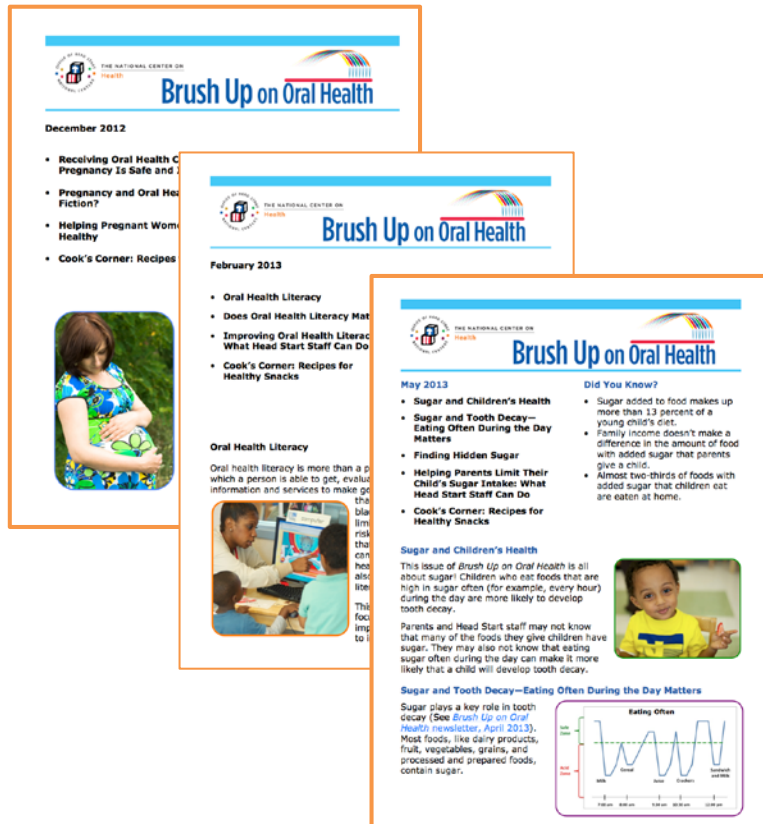 THE NATIONAL CENTER ON
Health
Brush Up on Oral Health
December 2012
• Receiving Oral Health
Pregnancy Is Safe and
• Pregnancy and Oral
Fiction?
• Helping Pregnant
Healthy
• Cook's Corner: Recipes
THE NATIONAL CENTER ON
Health
Brush Up on Oral Health
February 2013
• Oral Health Literacy
• Does Oral Health Literacy
• Improving Oral Health
What Head Start Staff Can Do
• Cook's Corner: Recipes for
Healthy Snacks
Oral Health Literacy
Oral health literacy is more than a
which a person is able to get,
information and services to make
THE NATIONAL CENTER ON
Health
Brush Up on Oral Health
May 2013
• Sugar and Children's Health
• Sugar and Tooth Decay—
Eating Often During the Day
Matters
• Finding Hidden Sugar
• Helping Parents Limit Their
Child's Sugar Intake: What
Head Start Staff Can Do
• Cook's Corner: Recipes for
Healthy Snacks
Did You Know?
• Sugar added to food makes up
more than 13 percent of a
young child's diet.
• Family income doesn't make a
difference in the amount of food
with added sugar that parents
give a child.
• Almost two-thirds of foods with
added sugar that children eat
are eaten at home.
Sugar and Children's Health
This issue of Brush Up on Oral Health is all
about sugar! Children who eat foods that are
high in sugar often (for example, every hour)
during the day are more likely to develop
tooth decay.
Parents and Head Start staff may not know
that many of the foods they give children have
sugar. They may also not know that eating
sugar often during the day can make it more
likely that a child will develop tooth decay.
Sugar and Tooth Decay—Eating Often During the Day Matters
Sugar plays a key role in tooth
decay (See Brush Up on Oral
Health newsletter, April 2013).
Most foods, like dairy products,
fruit, vegetables, grains, and
processed and prepared foods,
contain sugar.
Eating Often
Milk
Cereal
Juice
Crackers
Sandwich
and Milk